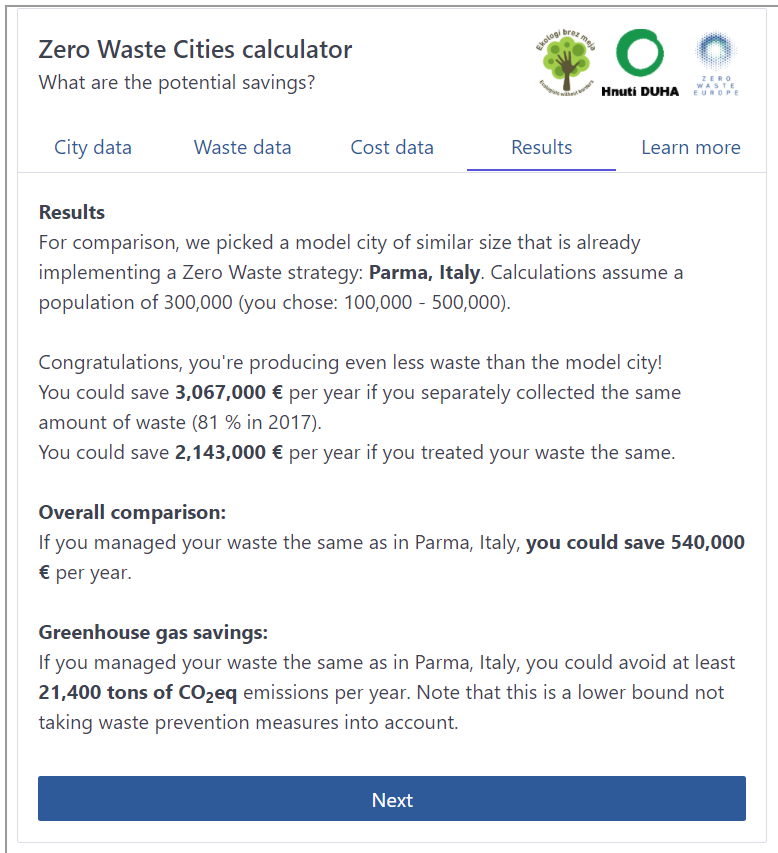 Zero Waste Cities calculator
What are the potential savings?
Ekologi brez meja
Ecologists without borders
Hnutí DUHA
ZERO
WASTE
EUROPE
City data
Waste data
Cost data
Results
Learn more
Results
For comparison, we picked a model city of similar size that is already
implementing a Zero Waste strategy: Parma, Italy. Calculations assume a
population of 300,000 (you chose: 100,000 - 500,000).
Congratulations, you're producing even less waste than the model city!
You could save 3,067,000 € per year if you separately collected the same
amount of waste (81 % in 2017).
You could save 2,143,000 € per year if you treated your waste the same.
Overall comparison:
If you managed your waste the same as in Parma, Italy, you could save 540,000
€ per year.
Greenhouse gas savings:
If you managed your waste the same as in Parma, Italy, you could avoid at least
21,400 tons of CO₂eq emissions per year. Note that this is a lower bound not
taking waste prevention measures into account.
Next